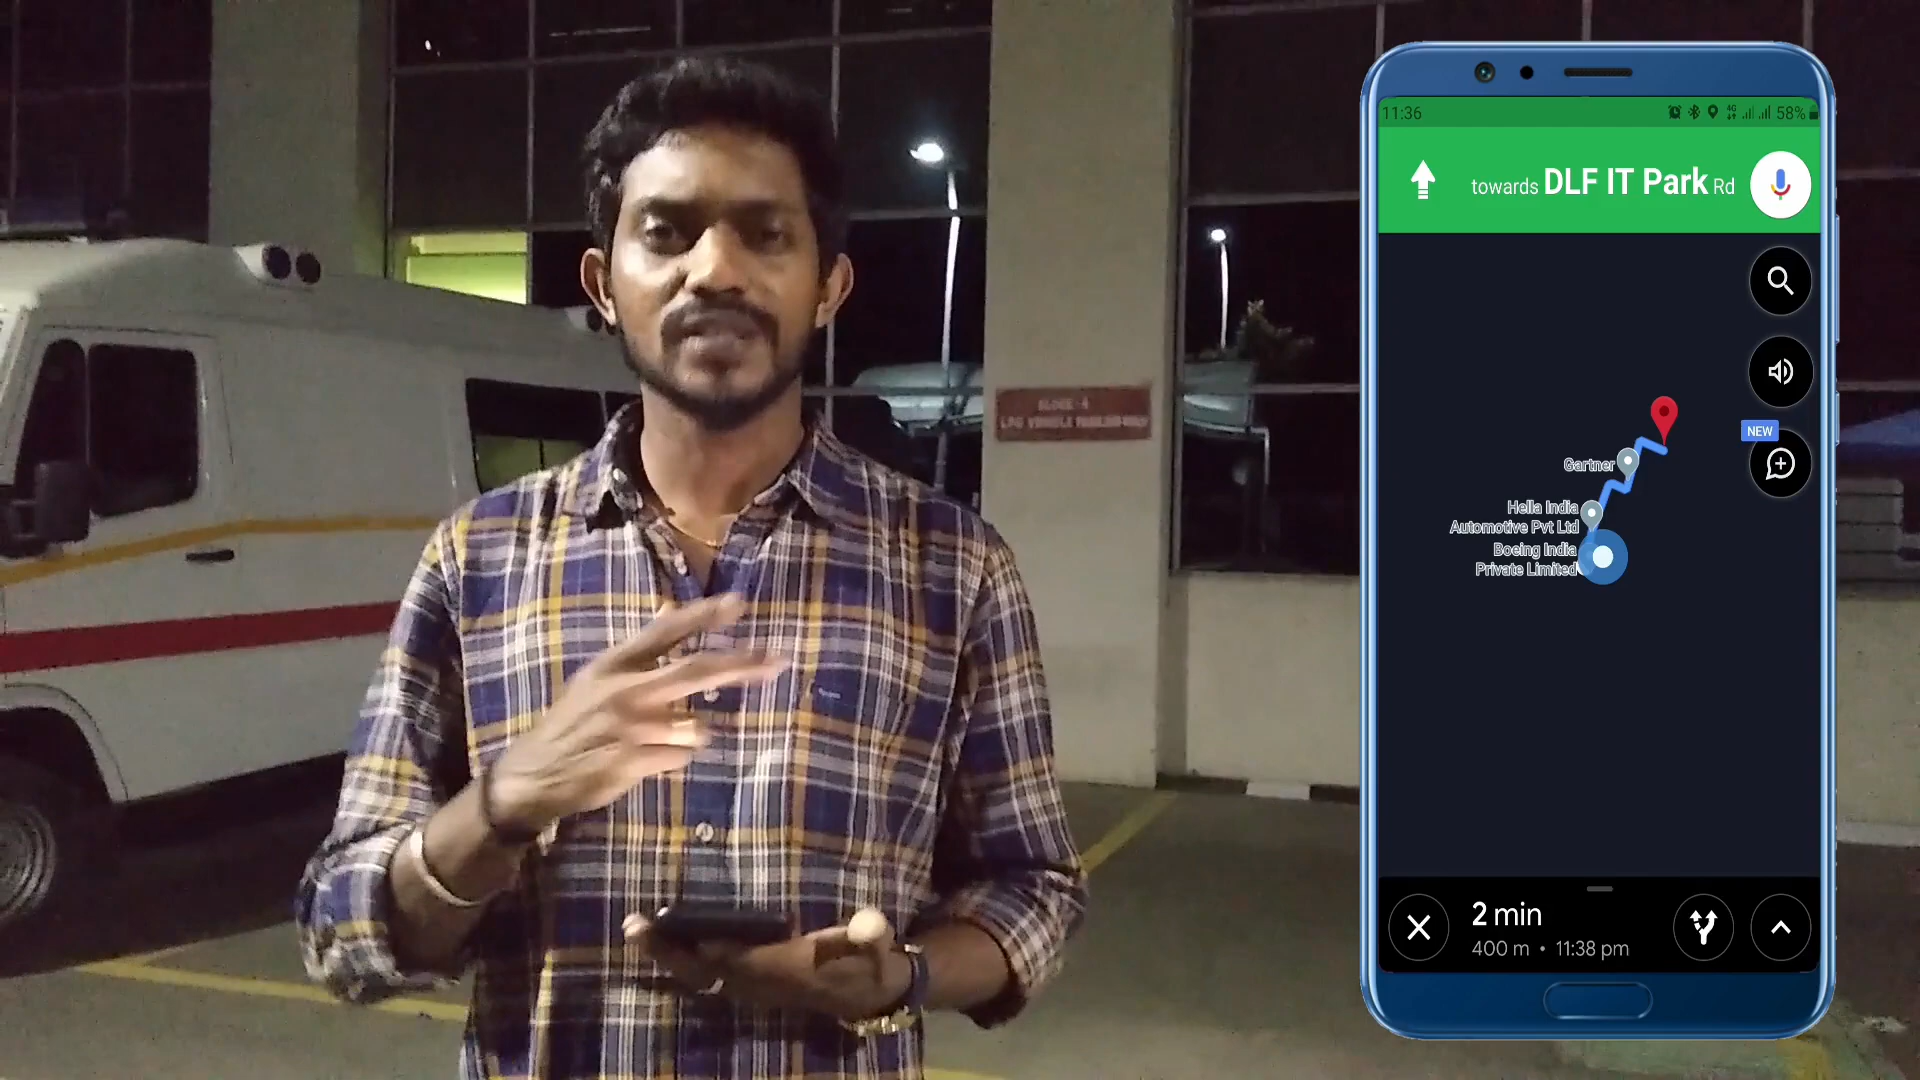 11:36
4G
58%
towards DLF IT Park Rd
NEW
Gartner
Hella India
Automotive Pvt Ltd
Boeing India
Private Limited
2 min
400 m • 11:38 pm